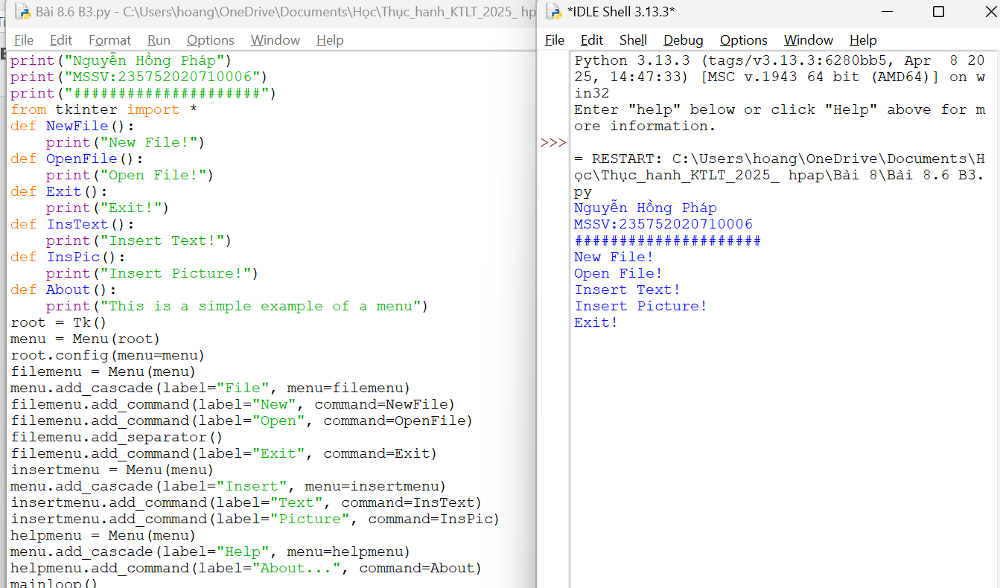 Bài 8.6 B3.py - C:\Users\hoang\OneDrive\Documents\Học\Thực_hanh_KTLT_2025_ hp
File Edit Format Run Options Window Help
print("Nguyễn Hồng Pháp")
print("MSSV:235752020710006")
print("#####################")
from tkinter import *
def NewFile():
    print("New File!")
def OpenFile():
    print("Open File!")
def Exit():
    print("Exit!")
def InsText():
    print("Insert Text!")
def InsPic():
    print("Insert Picture!")
def About():
    print("This is a simple example of a menu")
root = Tk()
menu = Menu(root)
root.config(menu=menu)
filemenu = Menu(menu)
menu.add_cascade(label="File", menu=filemenu)
filemenu.add_command(label="New", command=NewFile)
filemenu.add_command(label="Open", command=OpenFile)
filemenu.add_separator()
filemenu.add_command(label="Exit", command=Exit)
insertmenu = Menu(menu)
menu.add_cascade(label="Insert", menu=insertmenu)
insertmenu.add_command(label="Text", command=InsText)
insertmenu.add_command(label="Picture", command=InsPic)
helpmenu = Menu(menu)
menu.add_cascade(label="Help", menu=helpmenu)
helpmenu.add_command(label="About...", command=About)
mainloop()
*IDLE Shell 3.13.3*
File Edit Shell Debug Options Window Help
Python 3.13.3 (tags/v3.13.3:6280bb5, Apr  8 20
25, 14:47:33) [MSC v.1943 64 bit (AMD64)] on w
in32
Enter "help" below or click "Help" above for m
ore information.
>>>
= RESTART: C:\Users\hoang\OneDrive\Documents\H
ọc\Thực_hanh_KTLT_2025_ hpap\Bài 8\Bài 8.6 B3.
py
Nguyễn Hồng Pháp
MSSV:235752020710006
#####################
New File!
Open File!
Insert Text!
Insert Picture!
Exit!